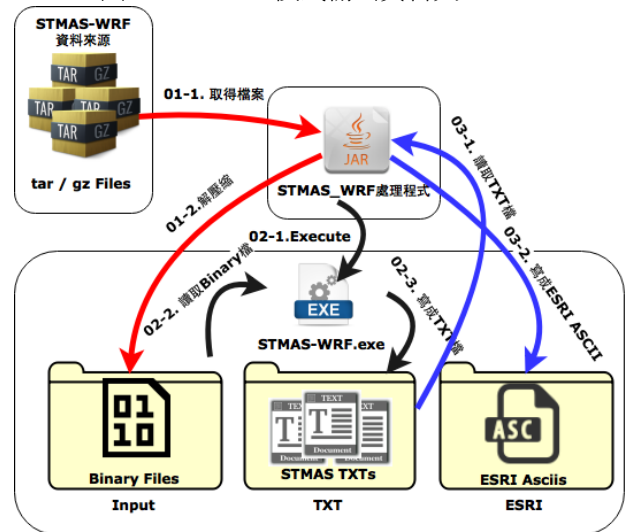 STMAS-WRF
資料來源
TAR GZ
TAR GZ
TAR GZ
TAR GZ
tar / gz Files
01-1. 取得檔案
JAR
STMAS_WRF處理程式
01-2.解壓縮
02-1.Execute
03-1. 讀取TXT檔
03-2. 寫成ESRI ASCII
02-2. 讀取Binary檔
EXE
STMAS-WRF.exe
02-3. 寫成TXT檔
01
10
Binary Files
Input
TEXT
T
Document
STMAS TXTs
TXT
ASC
ESRI Asciis
ESRI